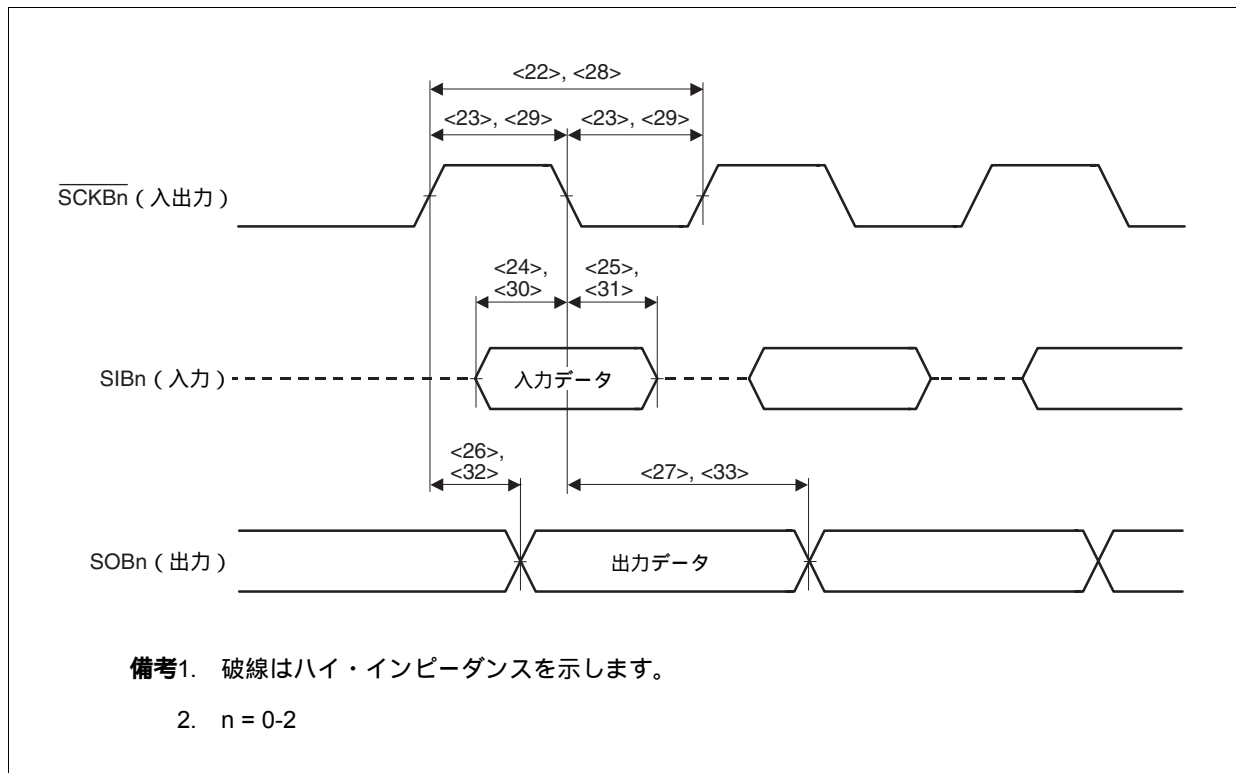 <22>, <28>
<23>, <29> <23>, <29>
SCKBn（入出力）
<24>, <25>,
<30> <31>
SIBn（入力）
入力データ
<26>,
<32>
<27>, <33>
SOBn（出力）
出力データ
備考1. 破線はハイ・インピーダンスを示します。
2. n = 0-2